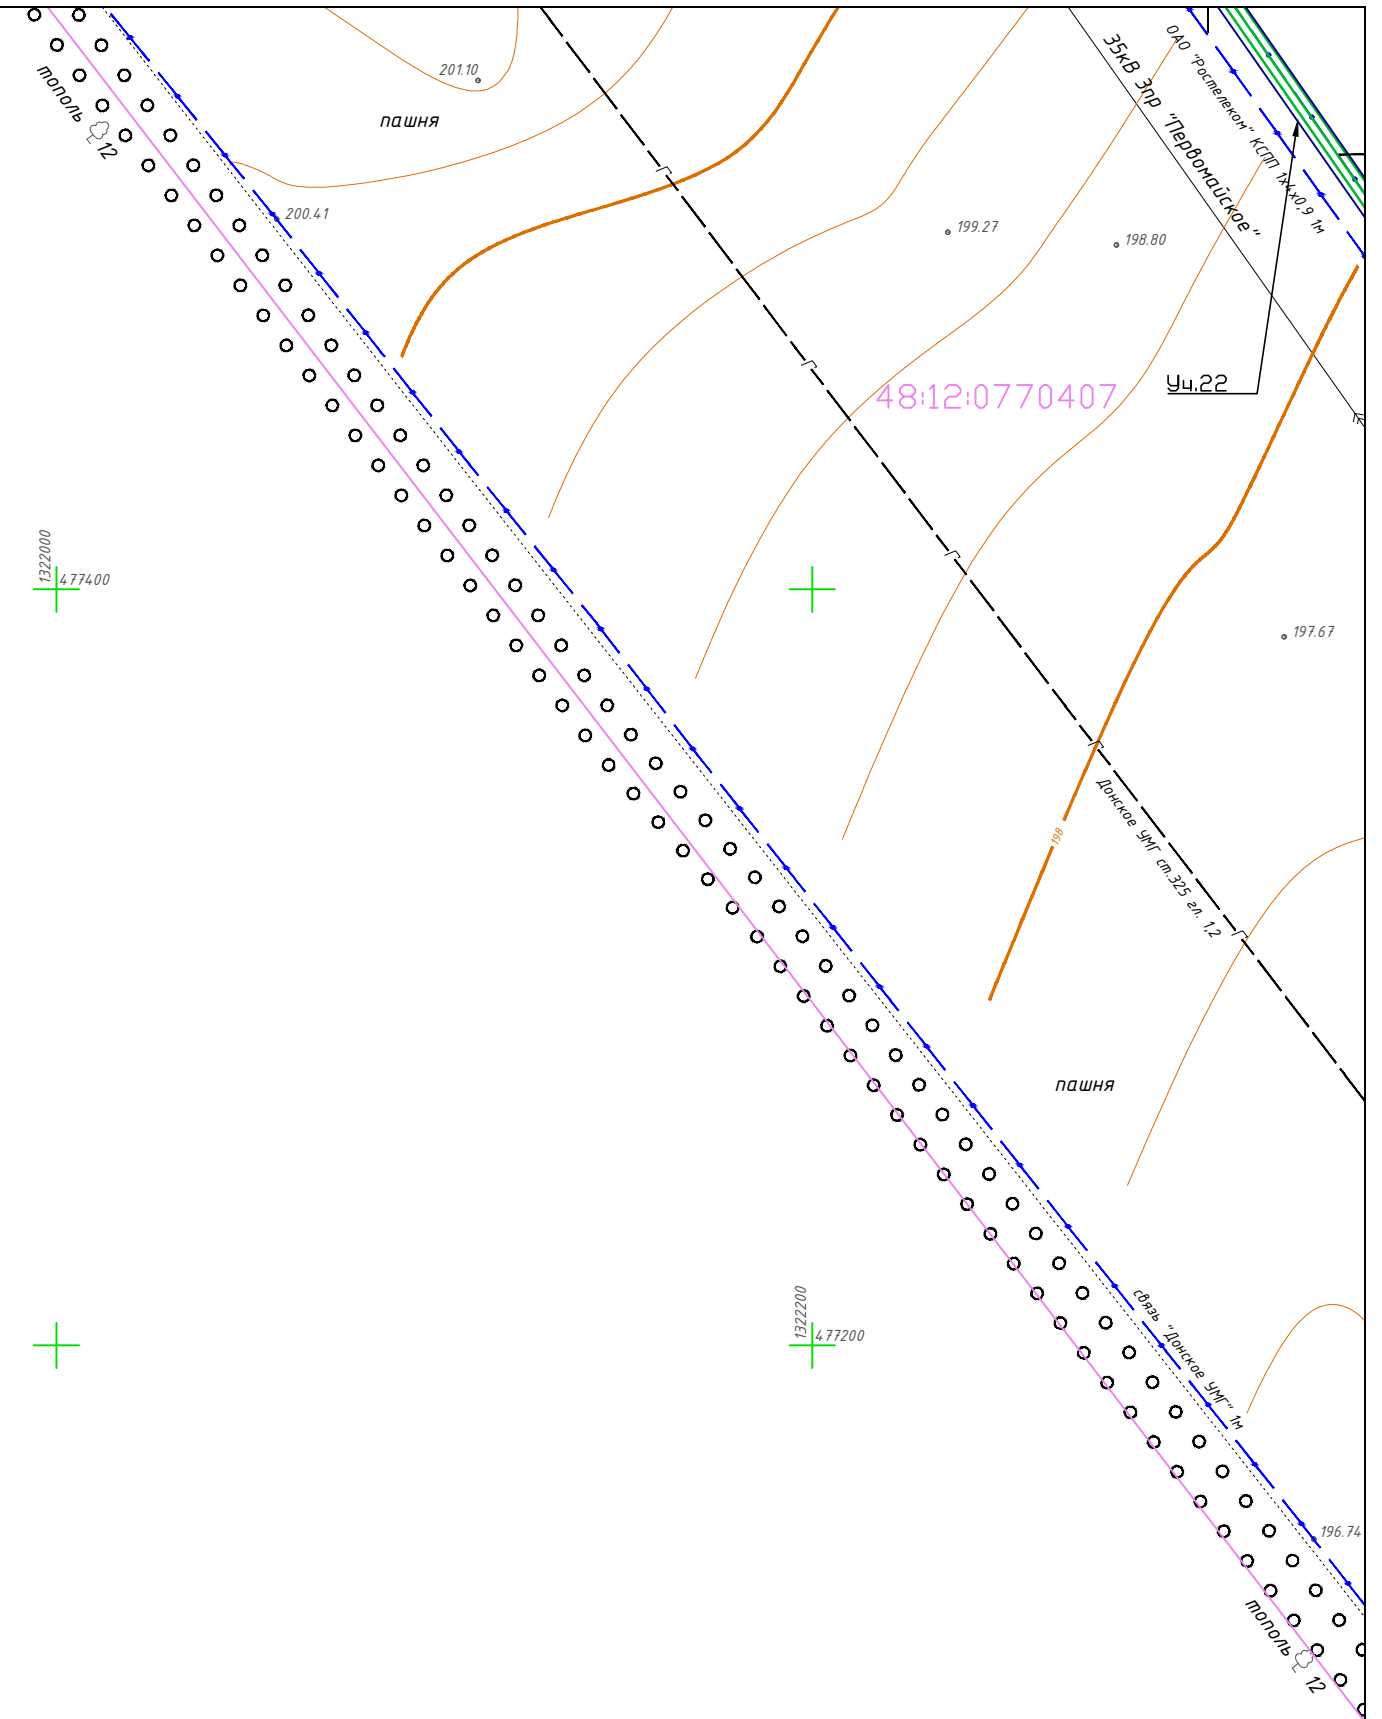 тополь
12
201.10
пашня
200.41
35кВ 3пр "Первомайское"
ОАО "Ростелеком" КСПП 1х4х0,9 1м
199.27
198.80
48:12:0770407
Уч.22
1322000
477400
197.67
198
Донское УМГ ст.325 гл. 1,2
пашня
1322200
477200
связь "Донское УМГ" 1м
196.74
тополь
12